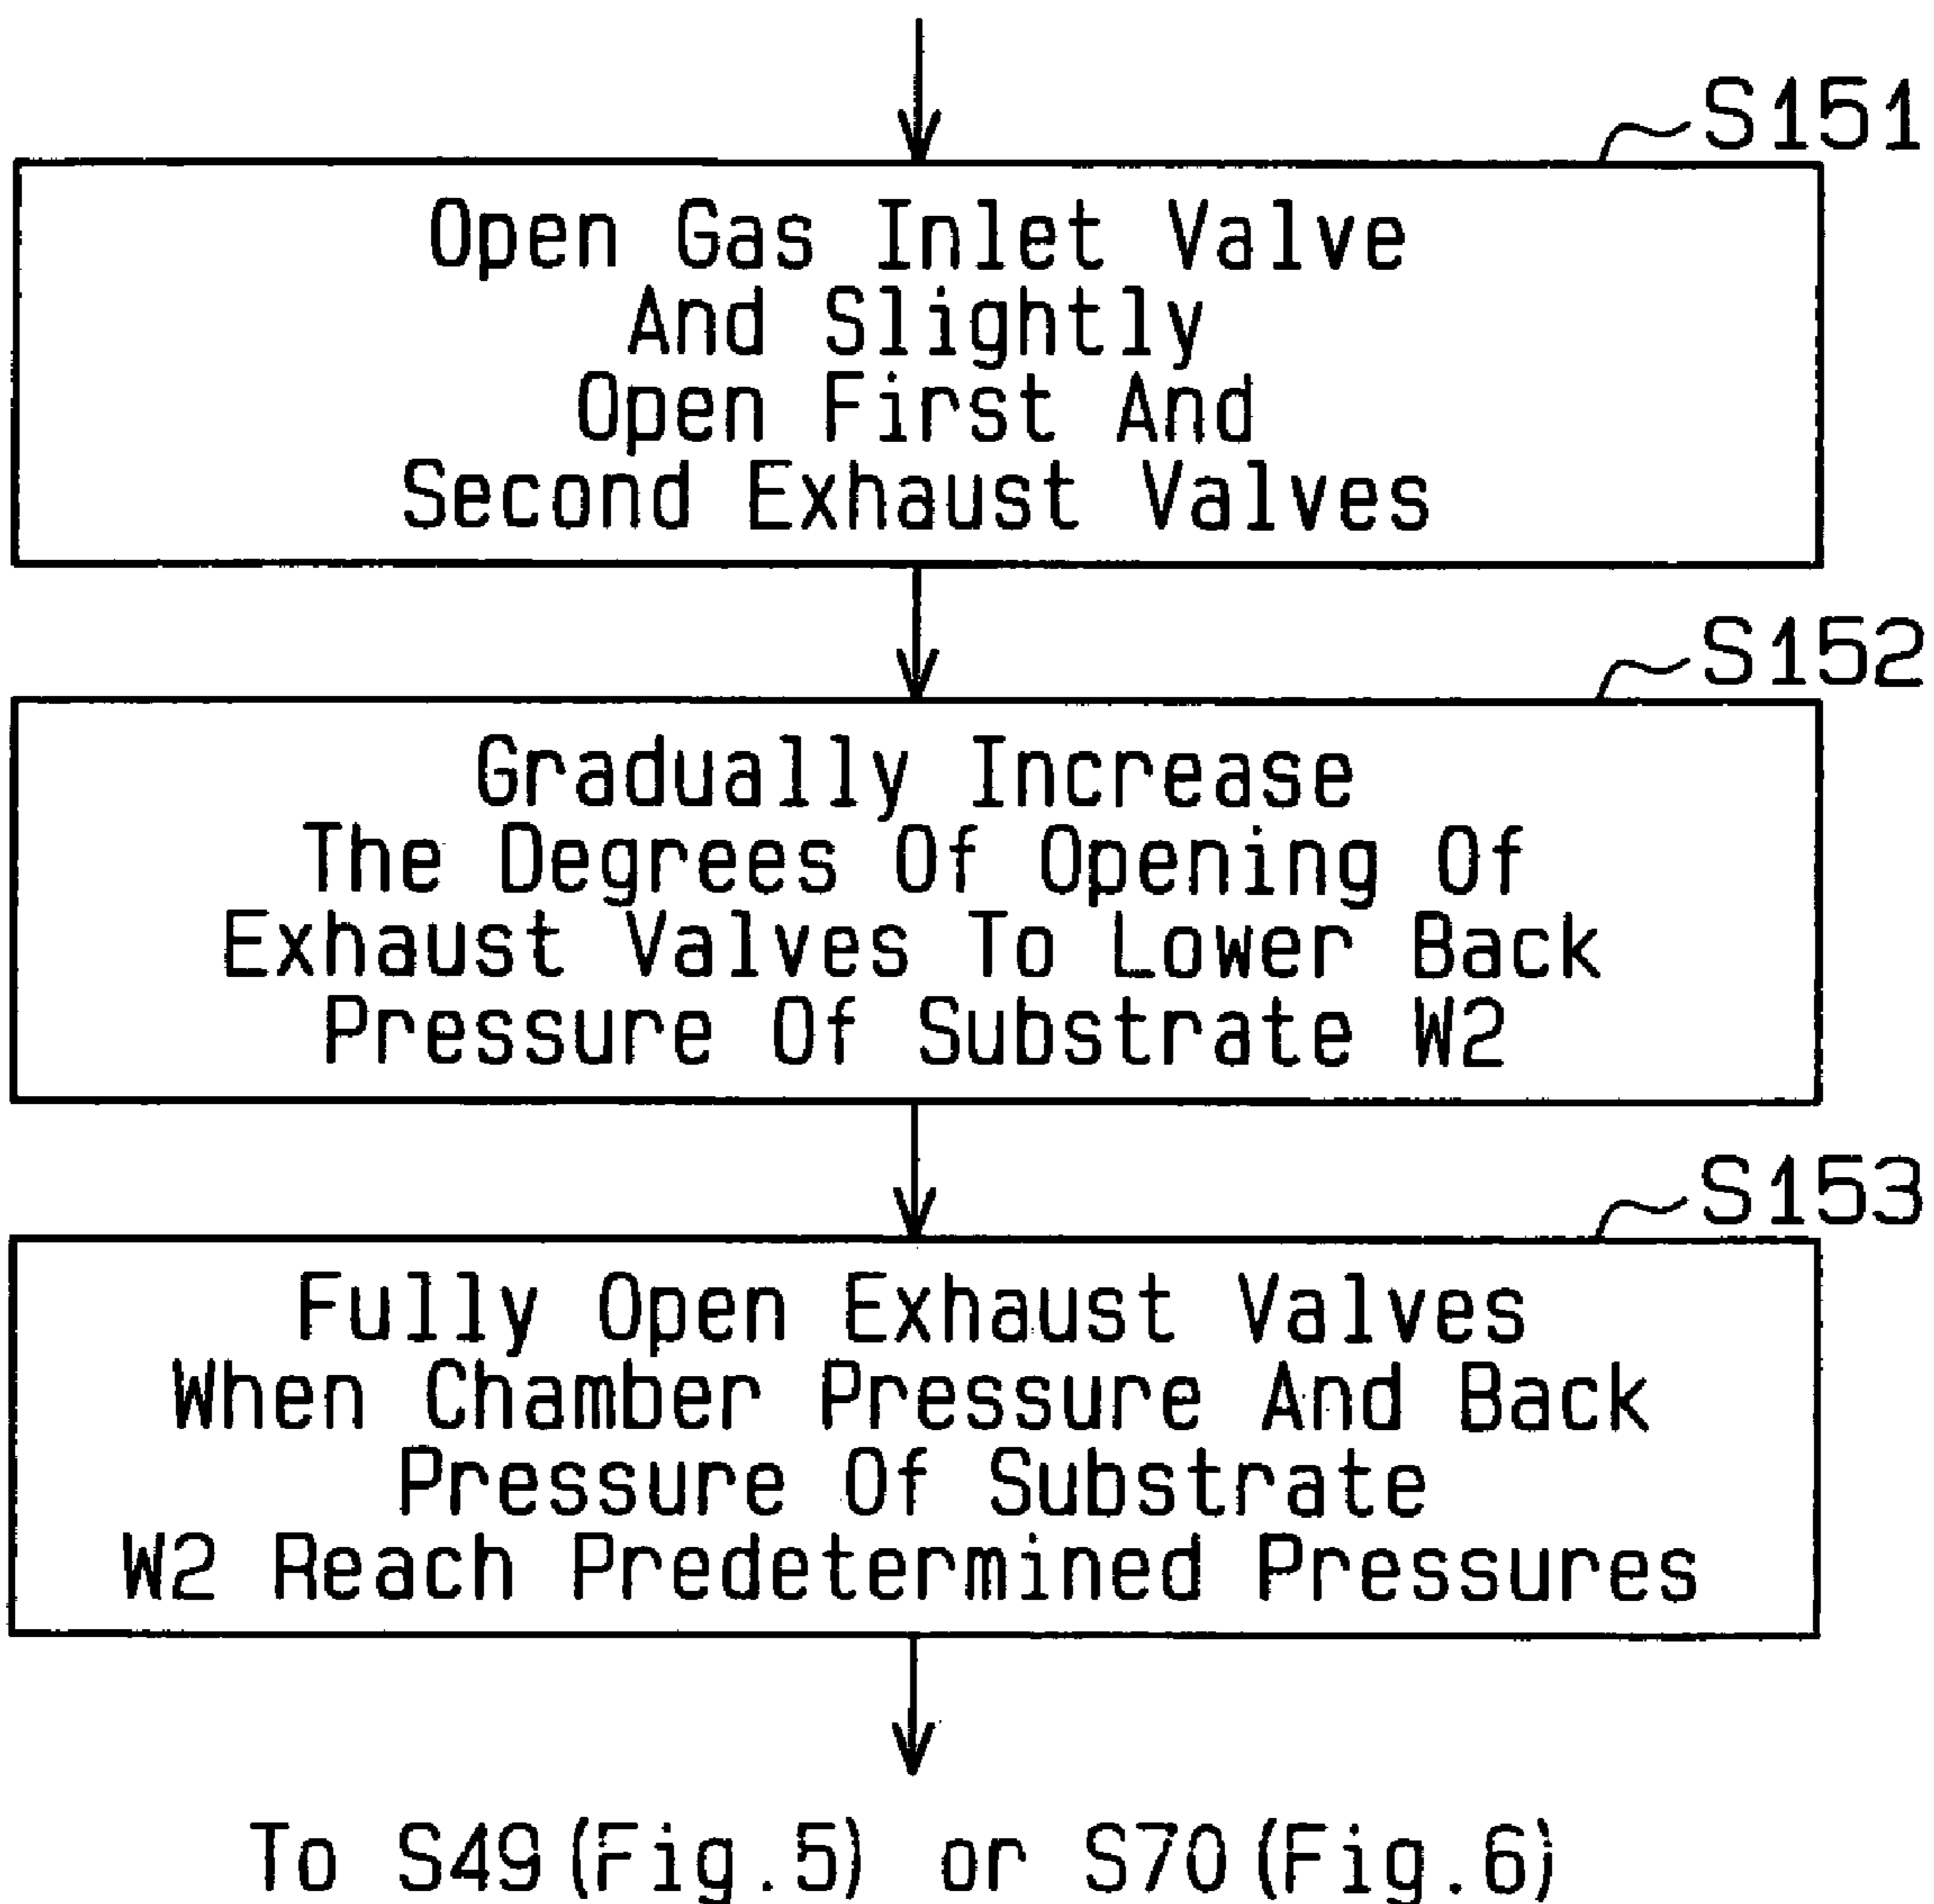 S151
Open Gas Inlet Valve
And Slightly
Open First And
Second Exhaust Valves
S152
Gradually Increase
The Degrees Of Opening Of
Exhaust Valves To Lower Back
Pressure Of Substrate W2
S153
Fully Open Exhaust Valves
When Chamber Pressure And Back
Pressure Of Substrate
W2 Reach Predetermined Pressures
To S49(Fig.5) or S70(Fig.6)